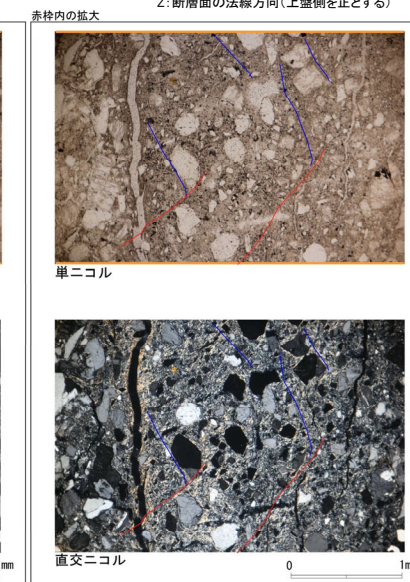 Z：断層面の法線方向（上盤側を正とする）
赤枠内の拡大
単ニコル
直交ニコル
mm
0 1m